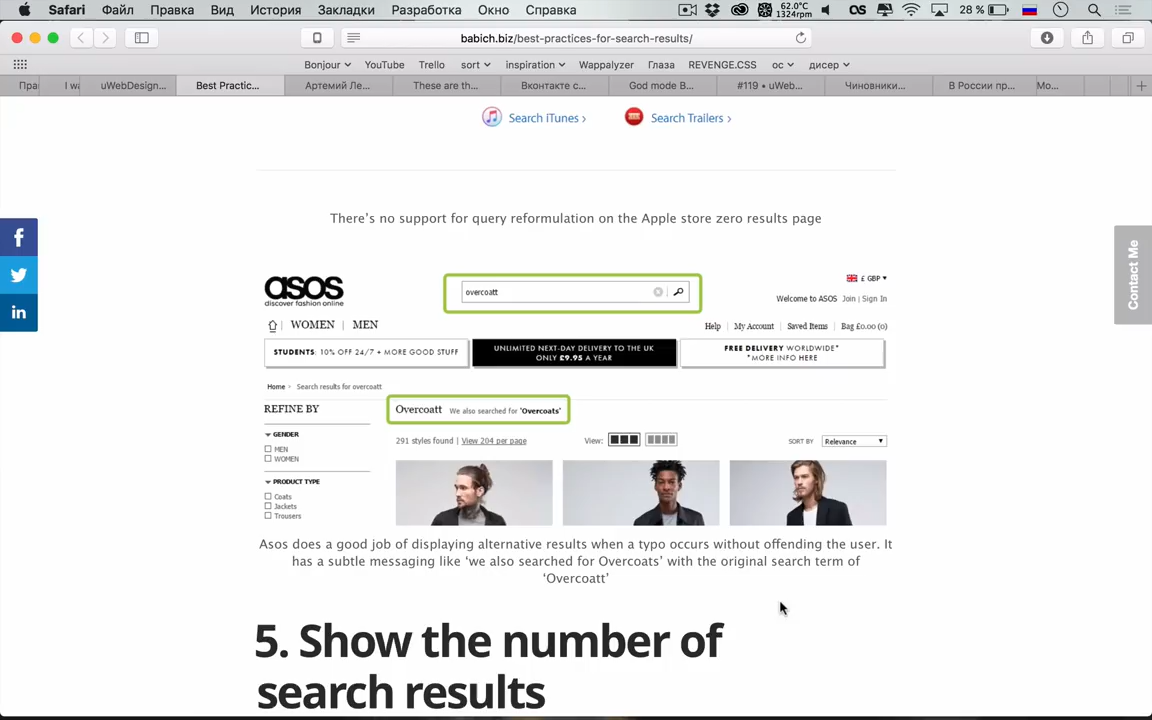 Safari Файл Правка Вид История Закладки Разработка Окно Справка 62.0°C 1324rpm 28 %
babich.biz/best-practices-for-search-results/
Bonjour YouTube Trello sort inspiration Wappalyzer Глаза REVENGE.CSS ос дисер
Пра I wa uWebDesign... Best Practic... Артемий Ле... These are th... Вконтакте с... God mode В... #119 • uWeb... Чиновники... В России пр... Мо...
Search iTunes › Search Trailers ›
There's no support for query reformulation on the Apple store zero results page
asos
discover fashion online
overcoatt
£ GBP
Welcome to ASOS Join Sign In
WOMEN MEN
Help My Account Saved Items Bag £0.00 (0)
STUDENTS: 10% OFF 24/7 + MORE GOOD STUFF
UNLIMITED NEXT-DAY DELIVERY TO THE UK
ONLY £9.95 A YEAR
FREE DELIVERY WORLDWIDE*
*MORE INFO HERE
Home › Search results for overcoatt
REFINE BY
Overcoatt We also searched for 'Overcoats'
GENDER
MEN
WOMEN
291 styles found | View 204 per page View: SORT BY Relevance
PRODUCT TYPE
Coats
Jackets
Trousers
Asos does a good job of displaying alternative results when a typo occurs without offending the user. It
has a subtle messaging like ‘we also searched for Overcoats’ with the original search term of
‘Overcoatt’
5. Show the number of
search results
Contact Me